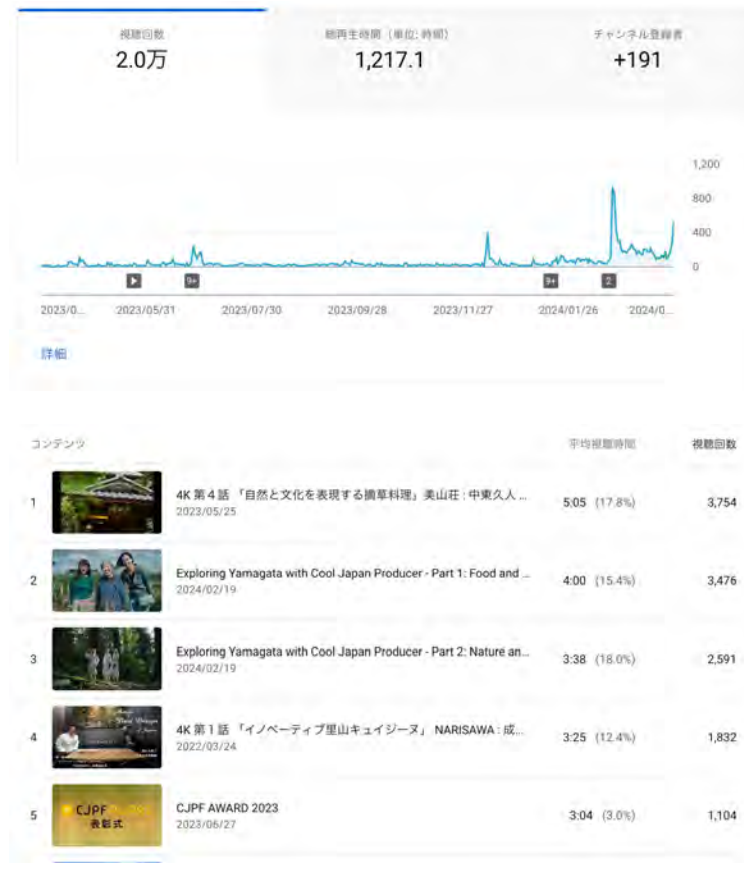 視聴回数
2.0万
総再生時間（単位: 時間）
1,217.1
チャンネル登録者
+191
1,200
800
400
0
9+
9+
2
2023/0...
2023/05/31
2023/07/30
2023/09/28
2023/11/27
2024/01/26
2024/0...
詳細
コンテンツ
平均視聴時間
視聴回数
1
4K 第４話 「自然と文化を表現する摘草料理」美山荘 : 中東久人 ...
2023/05/25
5:05 (17.8%)
3,754
2
Exploring Yamagata with Cool Japan Producer - Part 1: Food and ...
2024/02/19
4:00 (15.4%)
3,476
3
Exploring Yamagata with Cool Japan Producer - Part 2: Nature an...
2024/02/19
3:38 (18.0%)
2,591
4
4K 第１話 「イノベーティブ里山キュイジーヌ」 NARISAWA : 成...
2022/03/24
3:25 (12.4%)
1,832
5
CJPF
表彰式
CJPF AWARD 2023
2023/06/27
3:04 (3.0%)
1,104